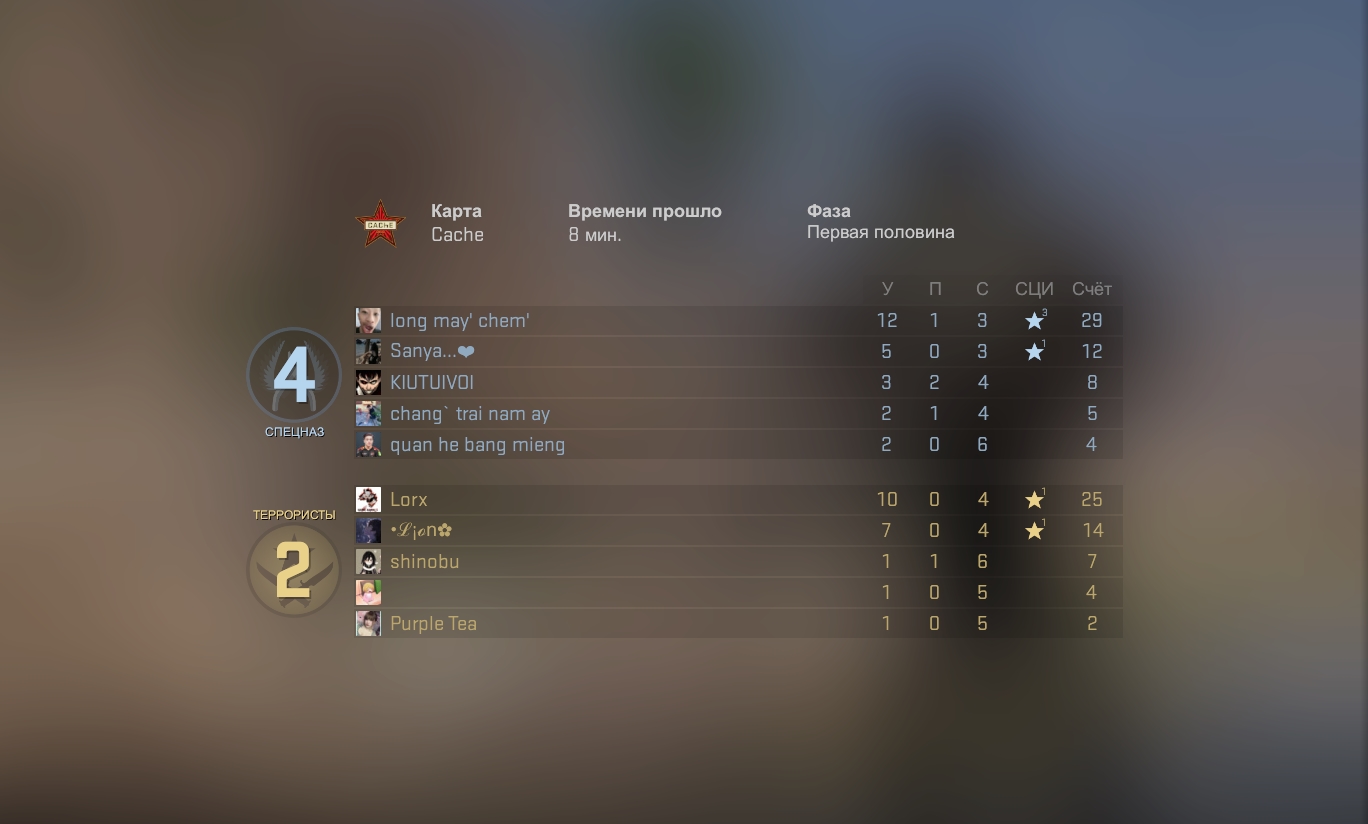 CACHE
Карта Времени прошло Фаза
Cache 8 мин. Первая половина
У П С СЦИ Счёт
long may' chem' 12 1 3 ★3 29
Sanya...❤ 5 0 3 ★1 12
KIUTUIVOI 3 2 4 8
chang` trai nam ay 2 1 4 5
quan he bang mieng 2 0 6 4
4
СПЕЦНАЗ
Lorx 10 0 4 ★1 25
•ℒ¡ℴn✿ 7 0 4 ★1 14
shinobu 1 1 6 7
1 0 5 4
Purple Tea 1 0 5 2
ТЕРРОРИСТЫ
2